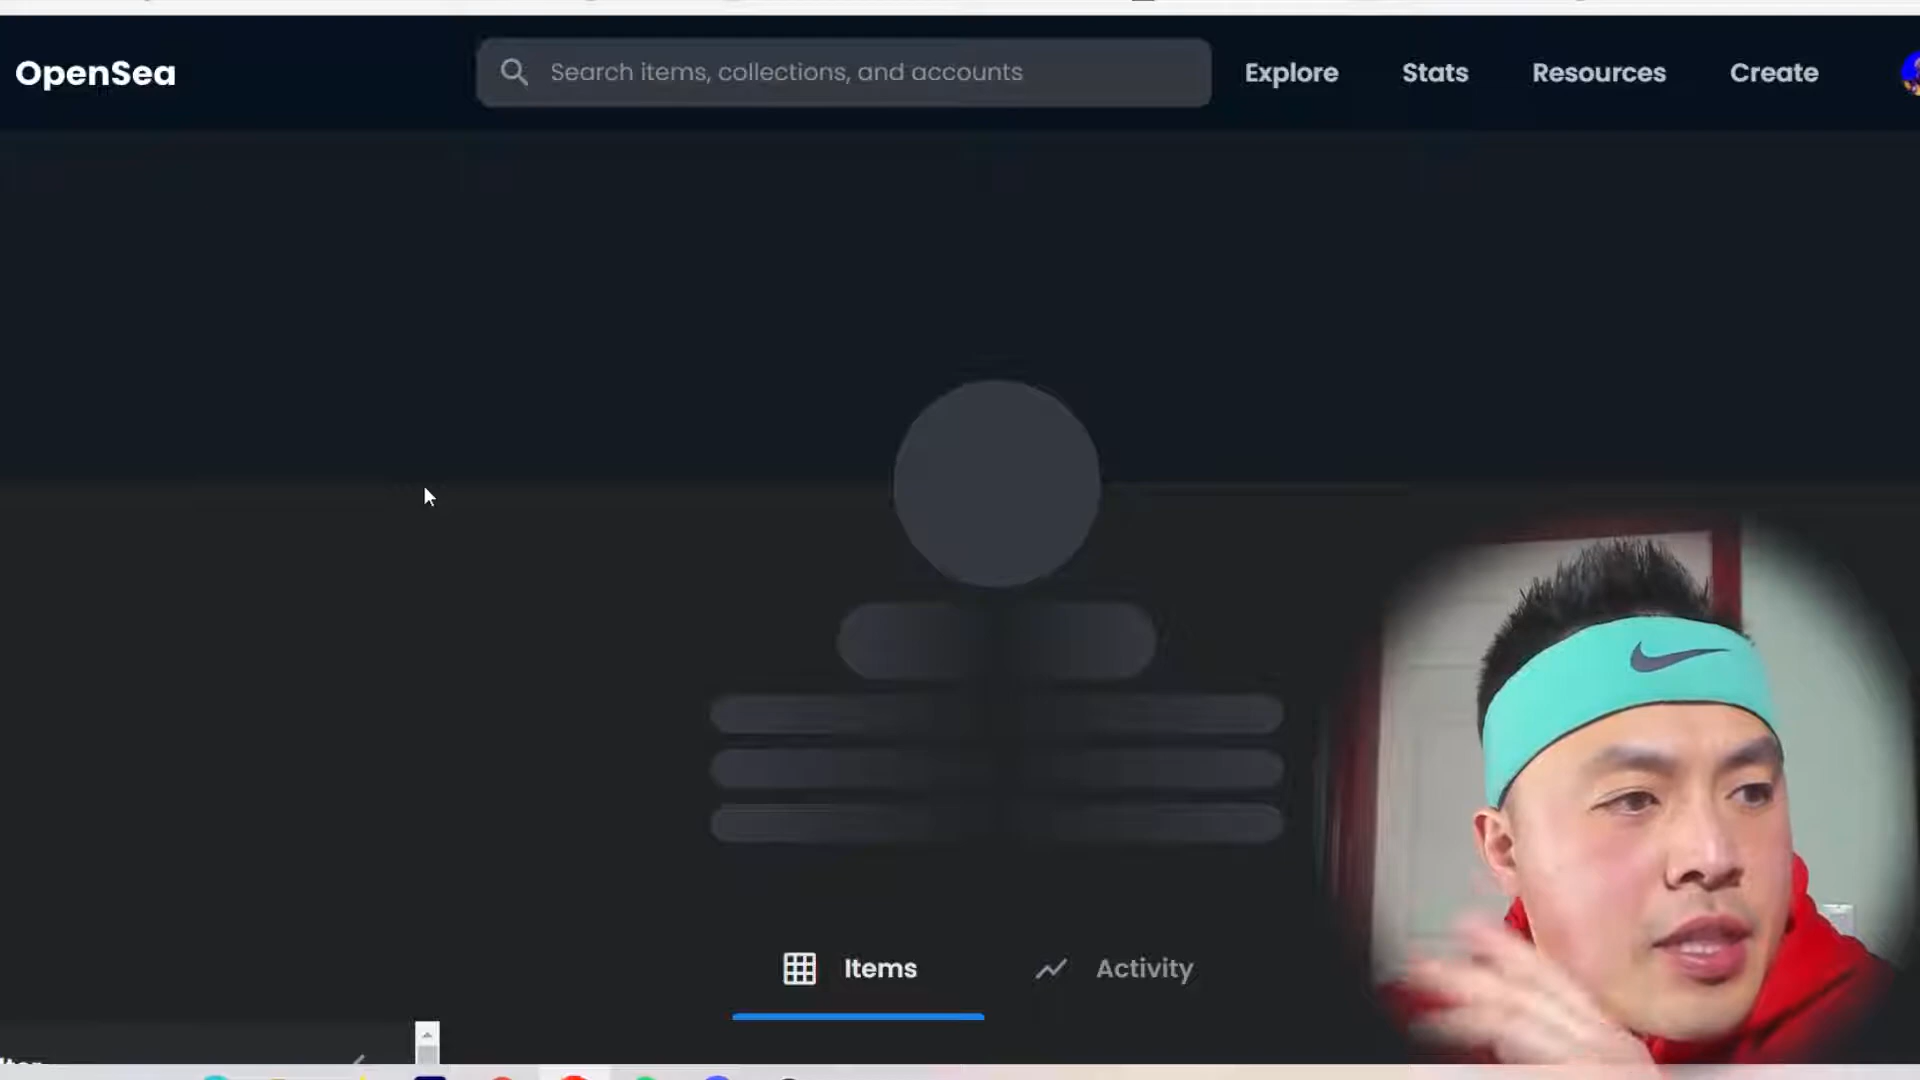 OpenSea
Search items, collections, and accounts
Explore
Stats
Resources
Create
Items
Activity